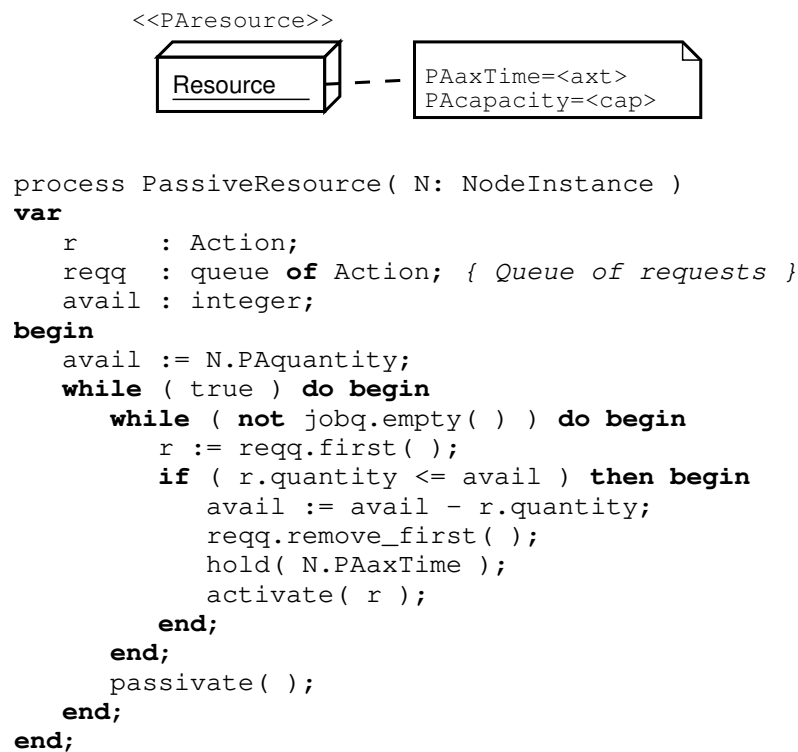 <<PAresource>>
Resource
PAaxTime=<axt>
PAcapacity=<cap>
process PassiveResource( N: NodeInstance )
var
r : Action;
reqq : queue of Action; { Queue of requests }
avail : integer;
begin
avail := N.PAquantity;
while ( true ) do begin
while ( not jobq.empty( ) ) do begin
r := reqq.first( );
if ( r.quantity <= avail ) then begin
avail := avail - r.quantity;
reqq.remove_first( );
hold( N.PAaxTime );
activate( r );
end;
end;
passivate( );
end;
end;